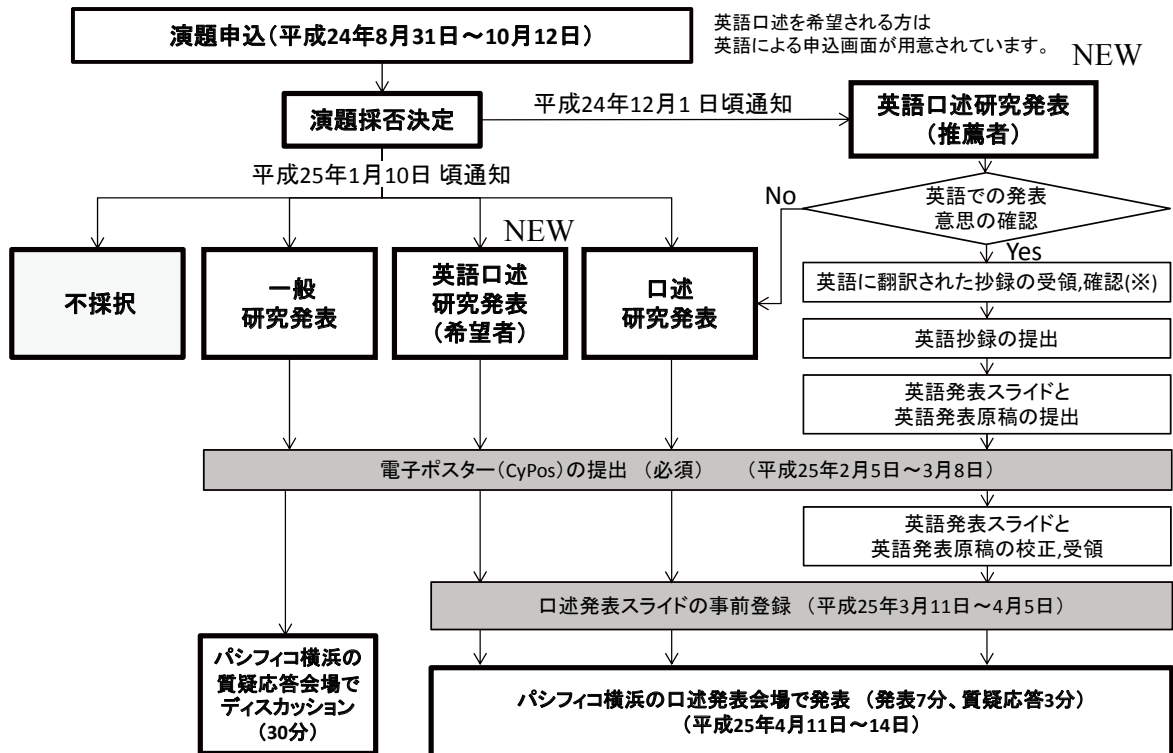 演題申込（平成24年8月31日～10月12日）
英語口述を希望される方は
英語による申込画面が用意されています。
NEW
演題採否決定
平成24年12月1 日頃通知
英語口述研究発表
（推薦者）
平成25年1月10日 頃通知
No
英語での発表
意思の確認
Yes
NEW
不採択
一般
研究発表
英語口述
研究発表
（希望者）
口述
研究発表
英語に翻訳された抄録の受領,確認(※)
英語抄録の提出
英語発表スライドと
英語発表原稿の提出
電子ポスター（CyPos）の提出 （必須） （平成25年2月5日～3月8日）
英語発表スライドと
英語発表原稿の校正,受領
口述発表スライドの事前登録 （平成25年3月11日～4月5日）
パシフィコ横浜の
質疑応答会場で
ディスカッション
（30分）
パシフィコ横浜の口述発表会場で発表 （発表7分、質疑応答3分）
（平成25年4月11日～14日）